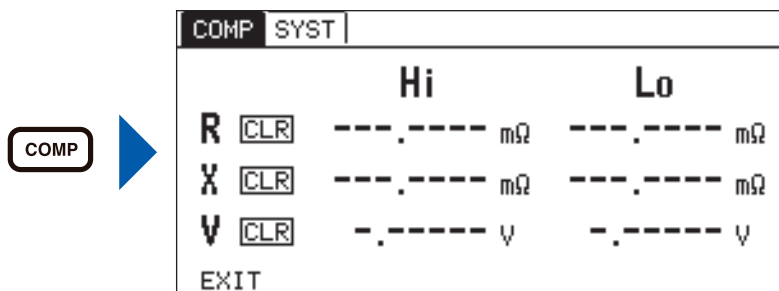 COMP
COMP SYST
Hi Lo
R CLR ---.---- mΩ ---.---- mΩ
X CLR ---.---- mΩ ---.---- mΩ
V CLR -.----- V -.----- V
EXIT